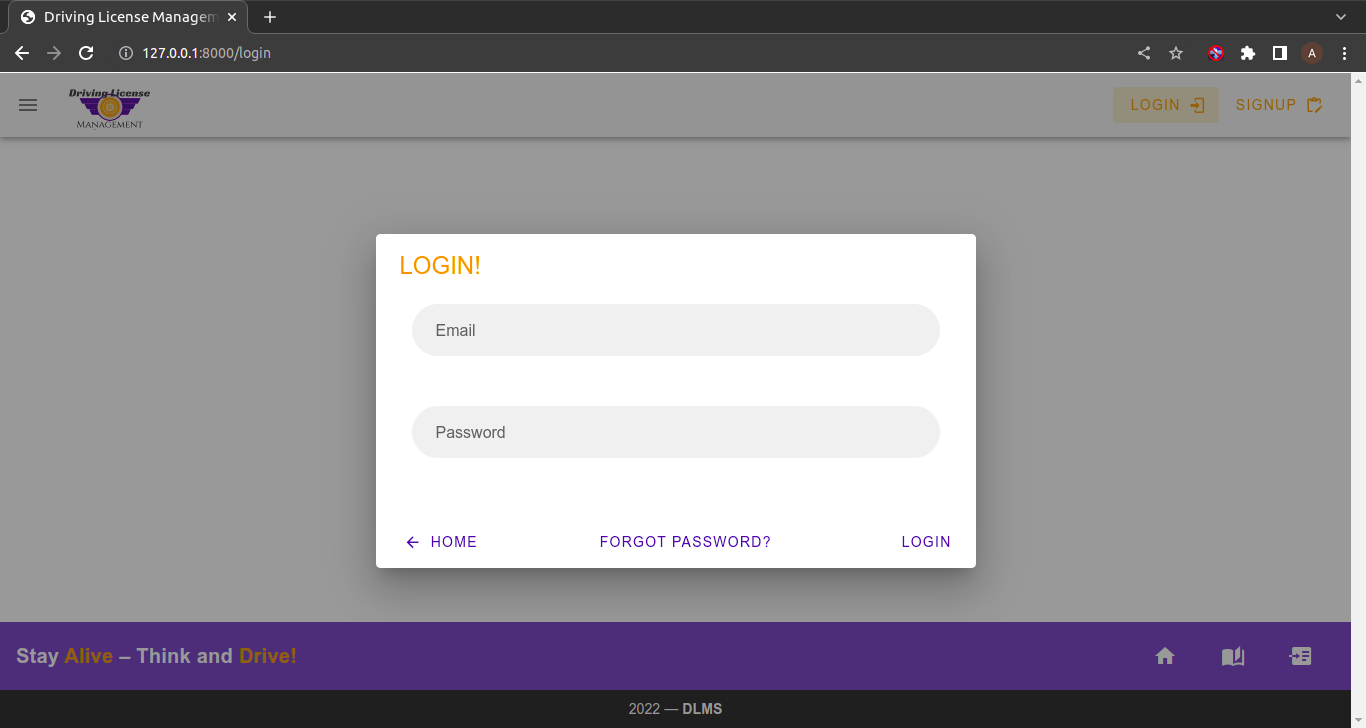 Driving License Managem
127.0.0.1:8000/login
A
Driving License
MANAGEMENT
LOGIN
SIGNUP
LOGIN!
Email
Password
HOME
FORGOT PASSWORD?
LOGIN
Stay Alive – Think and Drive!
2022 — DLMS